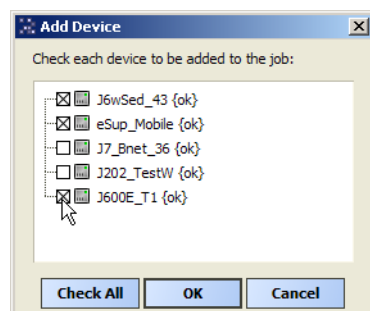 Add Device
Check each device to be added to the job:
J6wSed_43 {ok}
eSup_Mobile {ok}
J7_Bnet_36 {ok}
J202_TestW {ok}
J600E_T1 {ok}
Check All OK Cancel